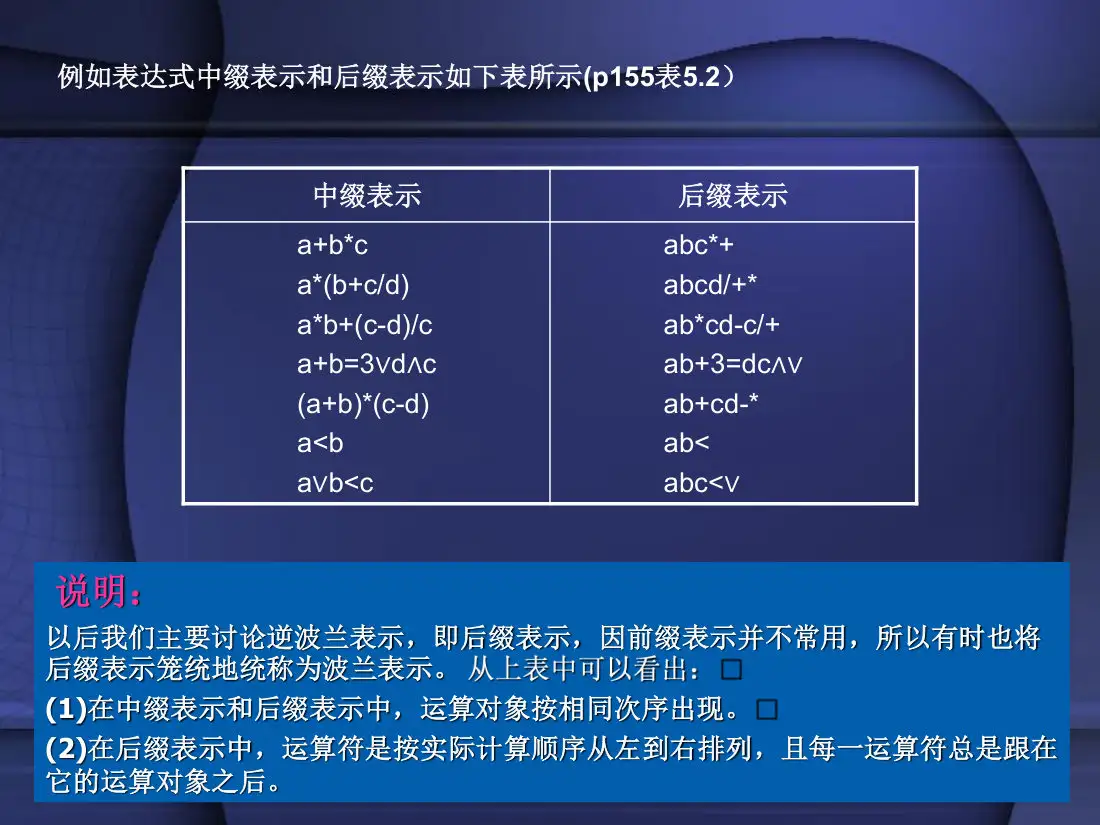 例如表达式中缀表示和后缀表示如下表所示(p155表5.2）
中缀表示 后缀表示
a+b*c abc*+
a*(b+c/d) abcd/+*
a*b+(c-d)/c ab*cd-c/+
a+b=3∨d∧c ab+3=dc∧∨
(a+b)*(c-d) ab+cd-*
a<b ab<
a∨b<c abc<∨
说明：
以后我们主要讨论逆波兰表示，即后缀表示，因前缀表示并不常用，所以有时也将
后缀表示笼统地统称为波兰表示。 从上表中可以看出：□
(1)在中缀表示和后缀表示中，运算对象按相同次序出现。□
(2)在后缀表示中，运算符是按实际计算顺序从左到右排列，且每一运算符总是跟在
它的运算对象之后。